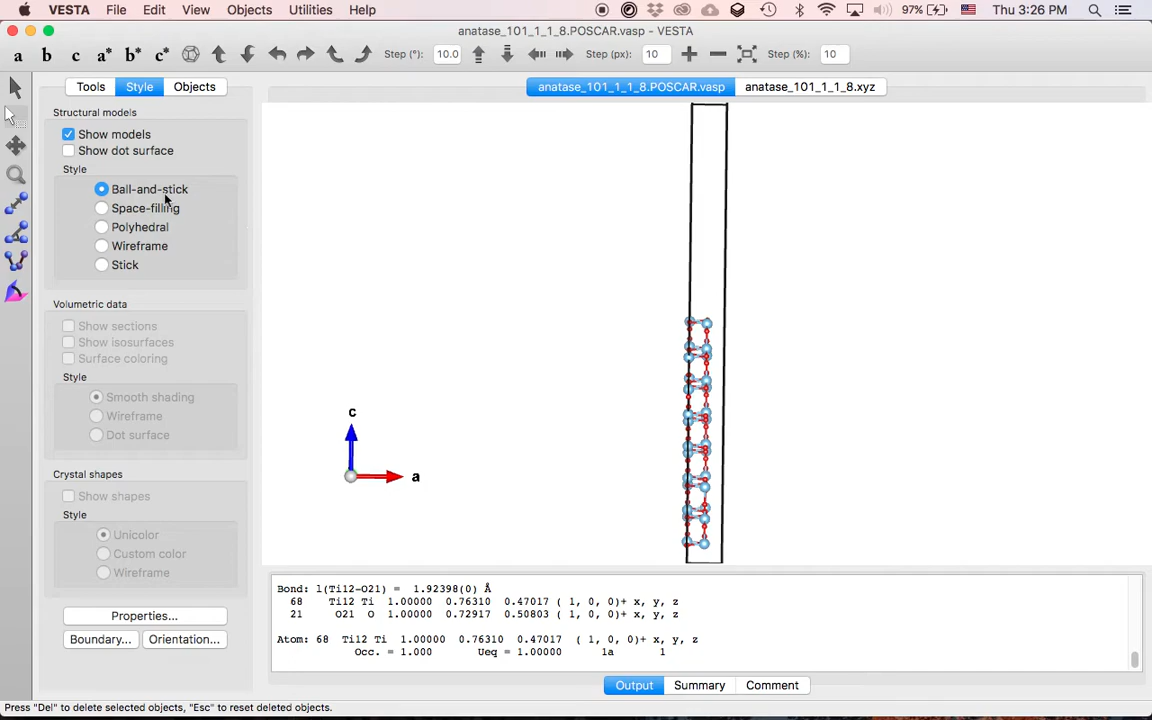 VESTA File Edit View Objects Utilities Help 97% Thu 3:26 PM
anatase_101_1_1_8.POSCAR.vasp - VESTA
a b c a* b* c* Step (°): 10.0 Step (px): 10 Step (%): 10
Tools Style Objects
anatase_101_1_1_8.POSCAR.vasp anatase_101_1_1_8.xyz
Structural models
Show models
Show dot surface
Style
Ball-and-stick
Space-filling
Polyhedral
Wireframe
Stick
Volumetric data
Show sections
Show isosurfaces
Surface coloring
Style
Smooth shading
Wireframe
Dot surface
Crystal shapes
Show shapes
Style
Unicolor
Custom color
Wireframe
Properties...
Boundary... Orientation...
c
a
Bond: l(Ti12-O21) = 1.92398(0) Å
68 Ti12 Ti 1.00000 0.76310 0.47017 ( 1, 0, 0)+ x, y, z
21 O21 O 1.00000 0.72917 0.50803 ( 1, 0, 0)+ x, y, z
Atom: 68 Ti12 Ti 1.00000 0.76310 0.47017 ( 1, 0, 0)+ x, y, z
Occ. = 1.000 Ueq = 1.00000 1a 1
Output Summary Comment
Press "Del" to delete selected objects, "Esc" to reset deleted objects.